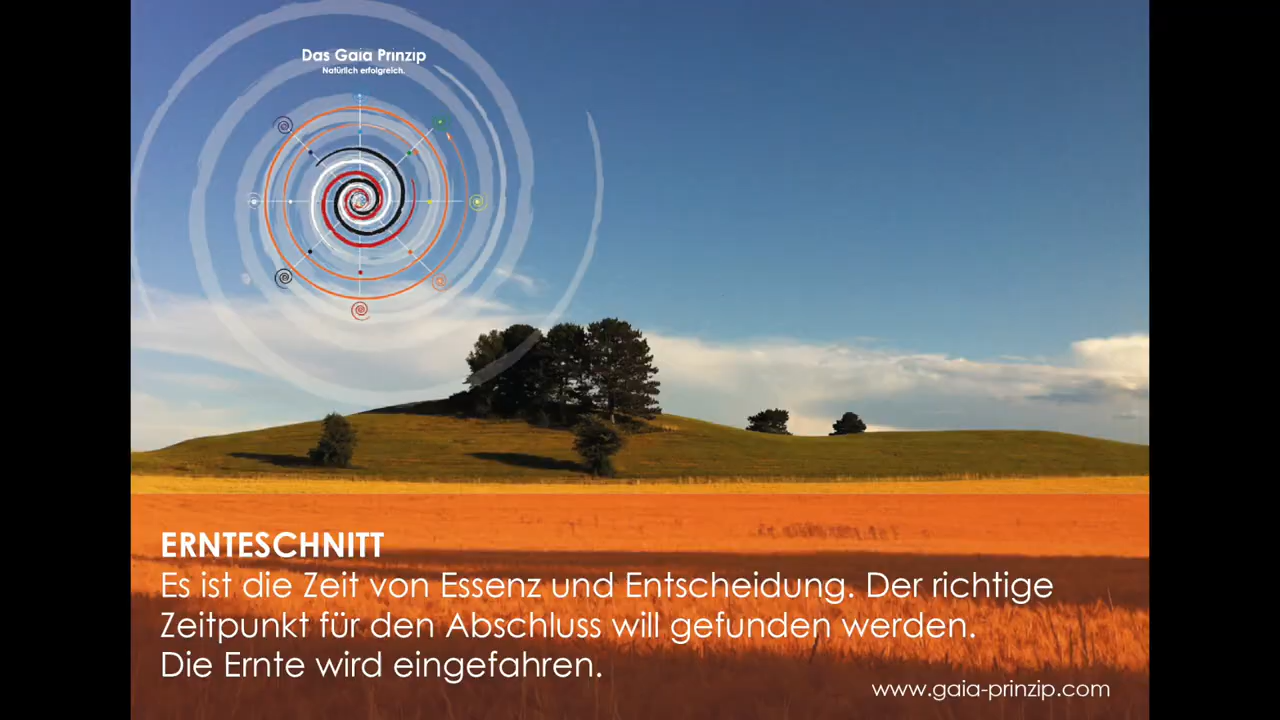 Das Gaia Prinzip
Natürlich erfolgreich.
ERNTESCHNITT
Es ist die Zeit von Essenz und Entscheidung. Der richtige
Zeitpunkt für den Abschluss will gefunden werden.
Die Ernte wird eingefahren.
www.gaia-prinzip.com